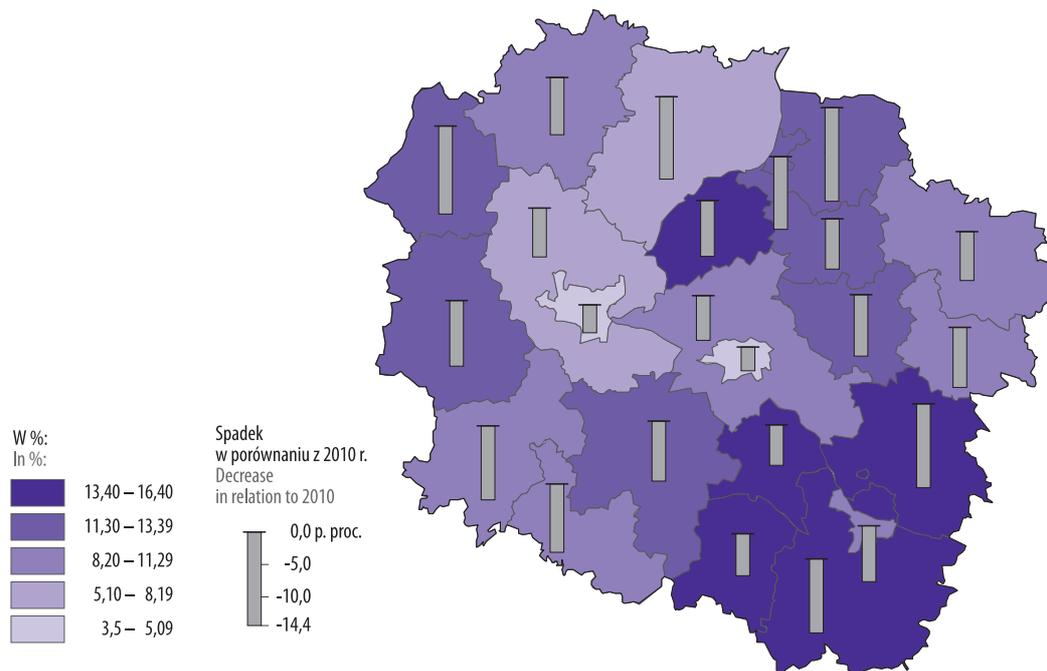 W %:
In %:
13,40 – 16,40
11,30 – 13,39
8,20 – 11,29
5,10 – 8,19
3,5 – 5,09
Spadek
w porównaniu z 2010 r.
Decrease
in relation to 2010
0,0 p. proc.
-5,0
-10,0
-14,4